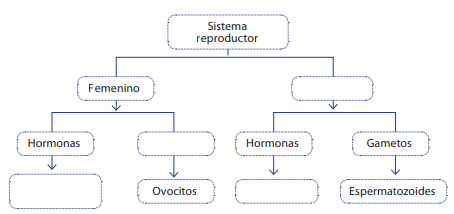 Sistema
reproductor
Femenino
Hormonas
Hormonas
Gametos
Ovocitos
Espermatozoides